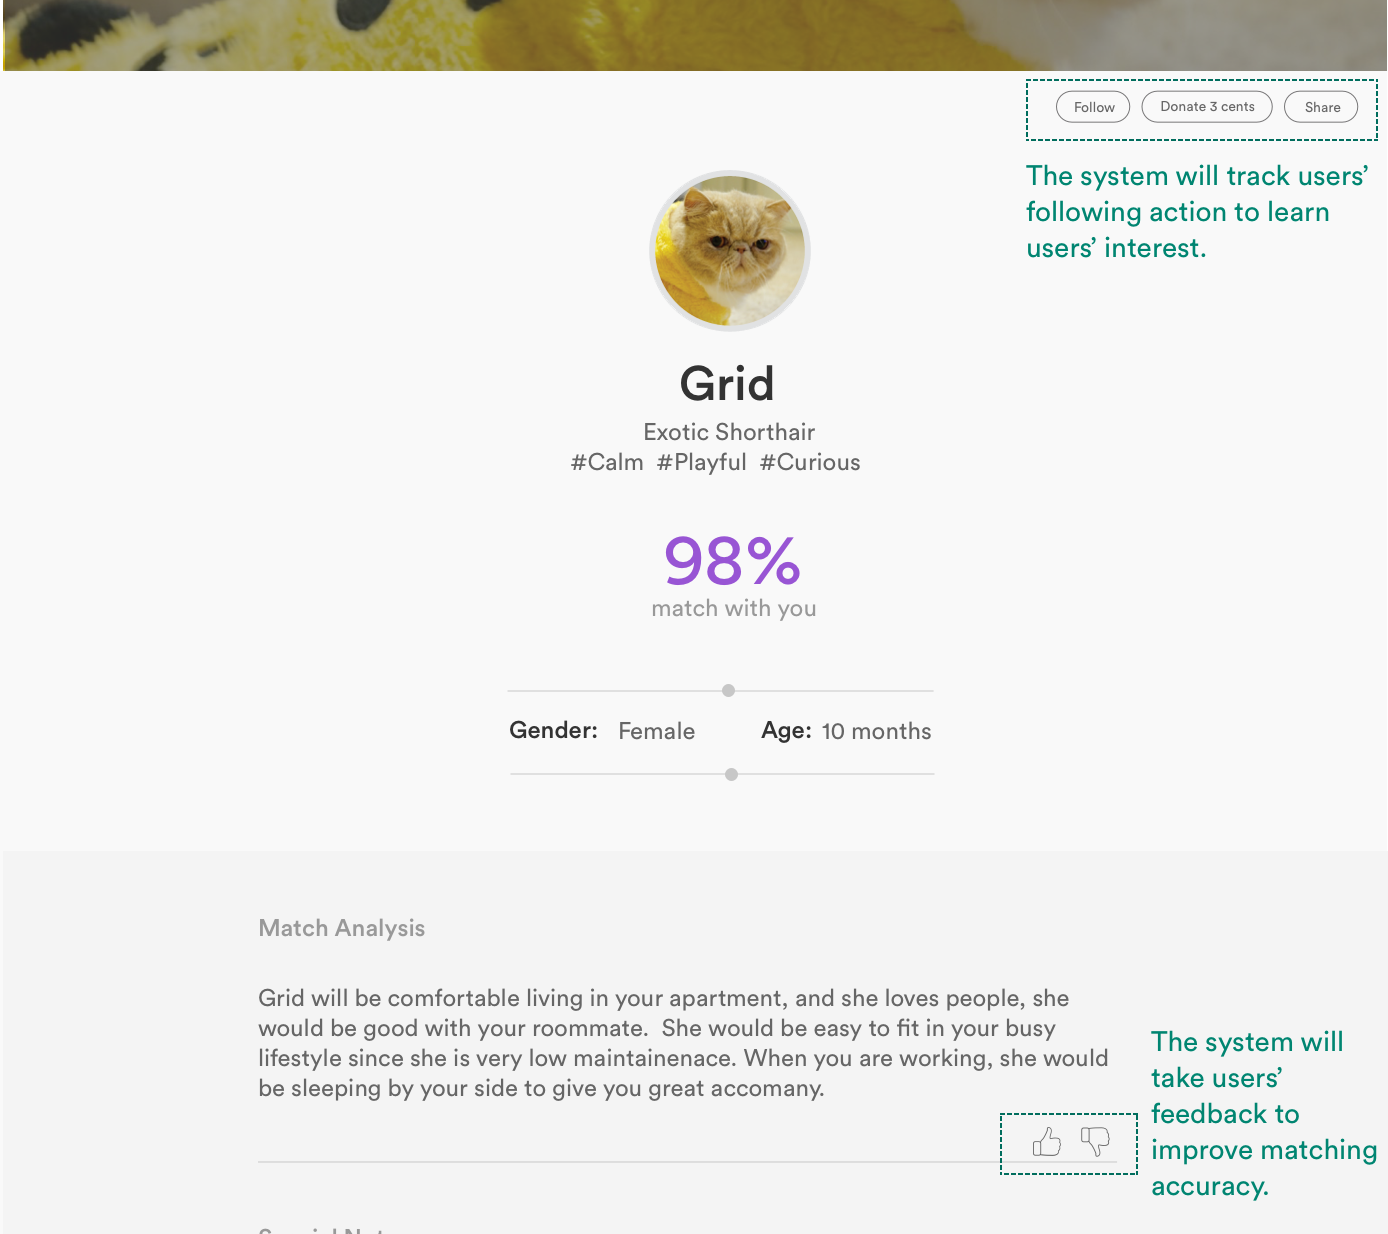 Follow
Donate 3 cents
Share
The system will track users’
following action to learn
users’ interest.
Grid
Exotic Shorthair
#Calm #Playful #Curious
98%
match with you
Gender: Female Age: 10 months
Match Analysis
Grid will be comfortable living in your apartment, and she loves people, she
would be good with your roommate. She would be easy to fit in your busy
lifestyle since she is very low maintainenace. When you are working, she would
be sleeping by your side to give you great accomany.
The system will
take users’
feedback to
improve matching
accuracy.